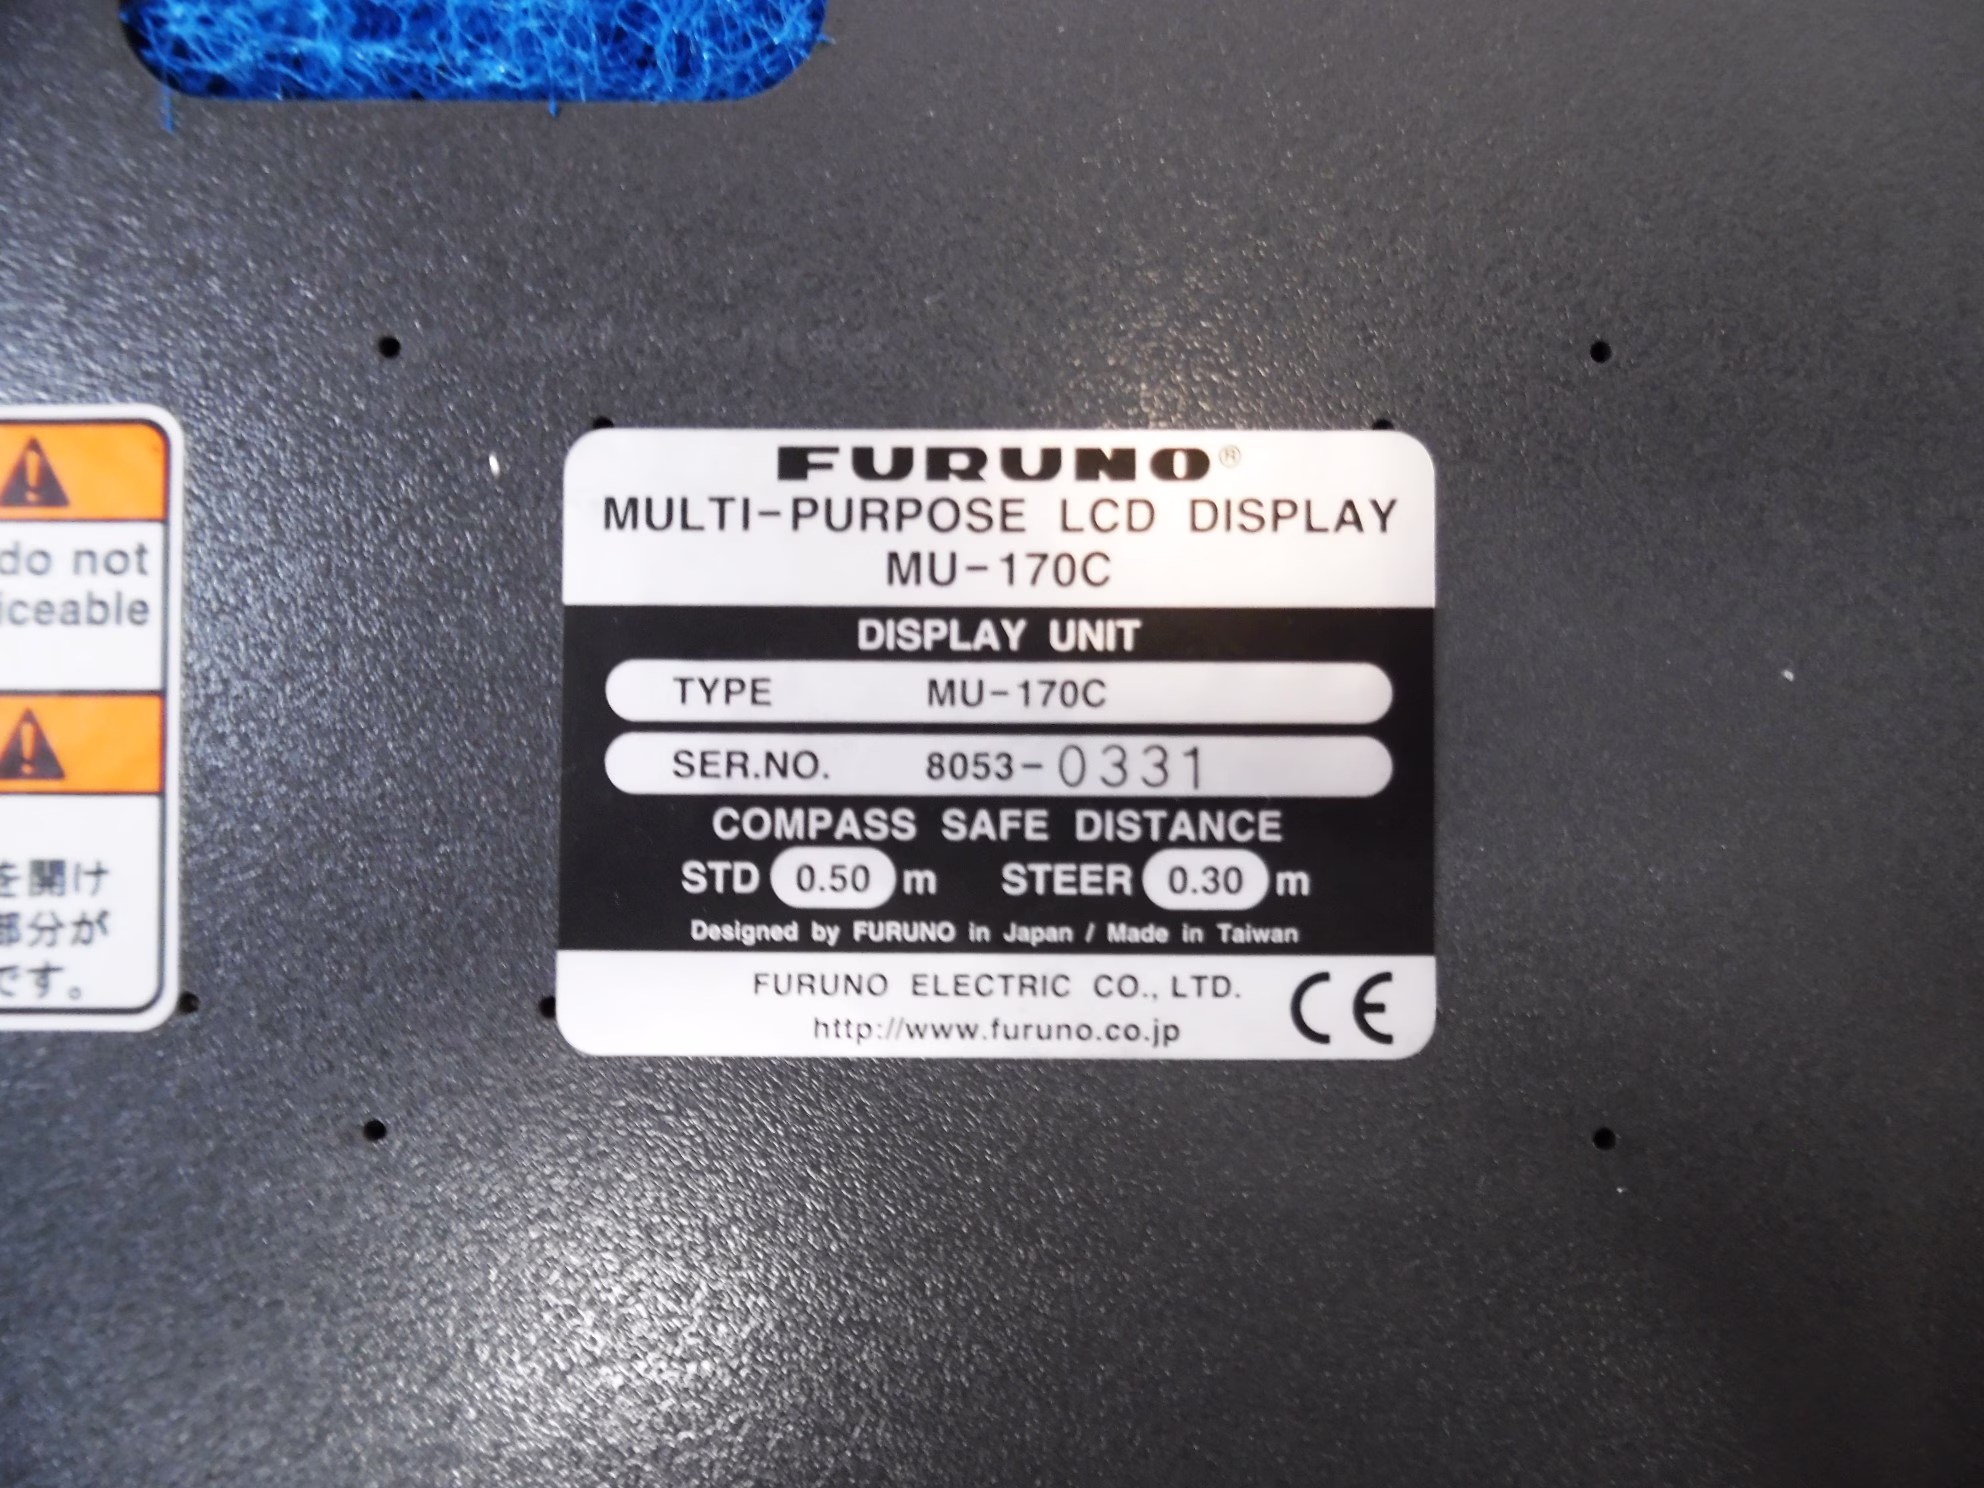 FURUNO®
MULTI-PURPOSE LCD DISPLAY
MU-170C
DISPLAY UNIT
TYPE MU-170C
SER.NO. 8053-0331
COMPASS SAFE DISTANCE
STD 0.50 m STEER 0.30 m
Designed by FURUNO in Japan / Made in Taiwan
FURUNO ELECTRIC CO., LTD.
http://www.furuno.co.jp
CE
do not
iceable
を開け
部分が
です。